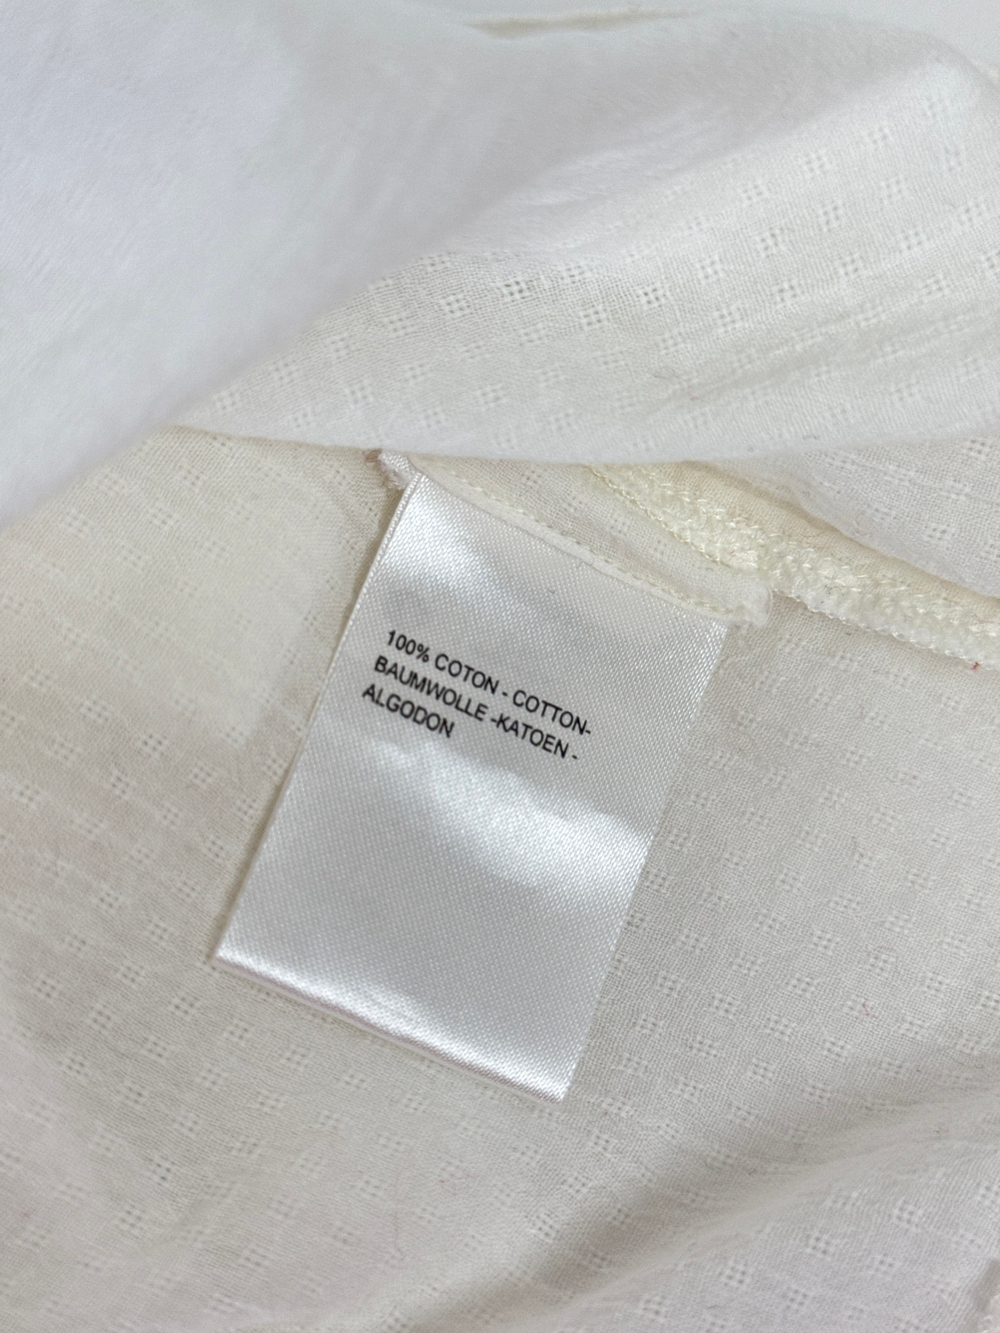 100% COTON - COTTON-
BAUMWOLLE -KATOEN -
ALGODON